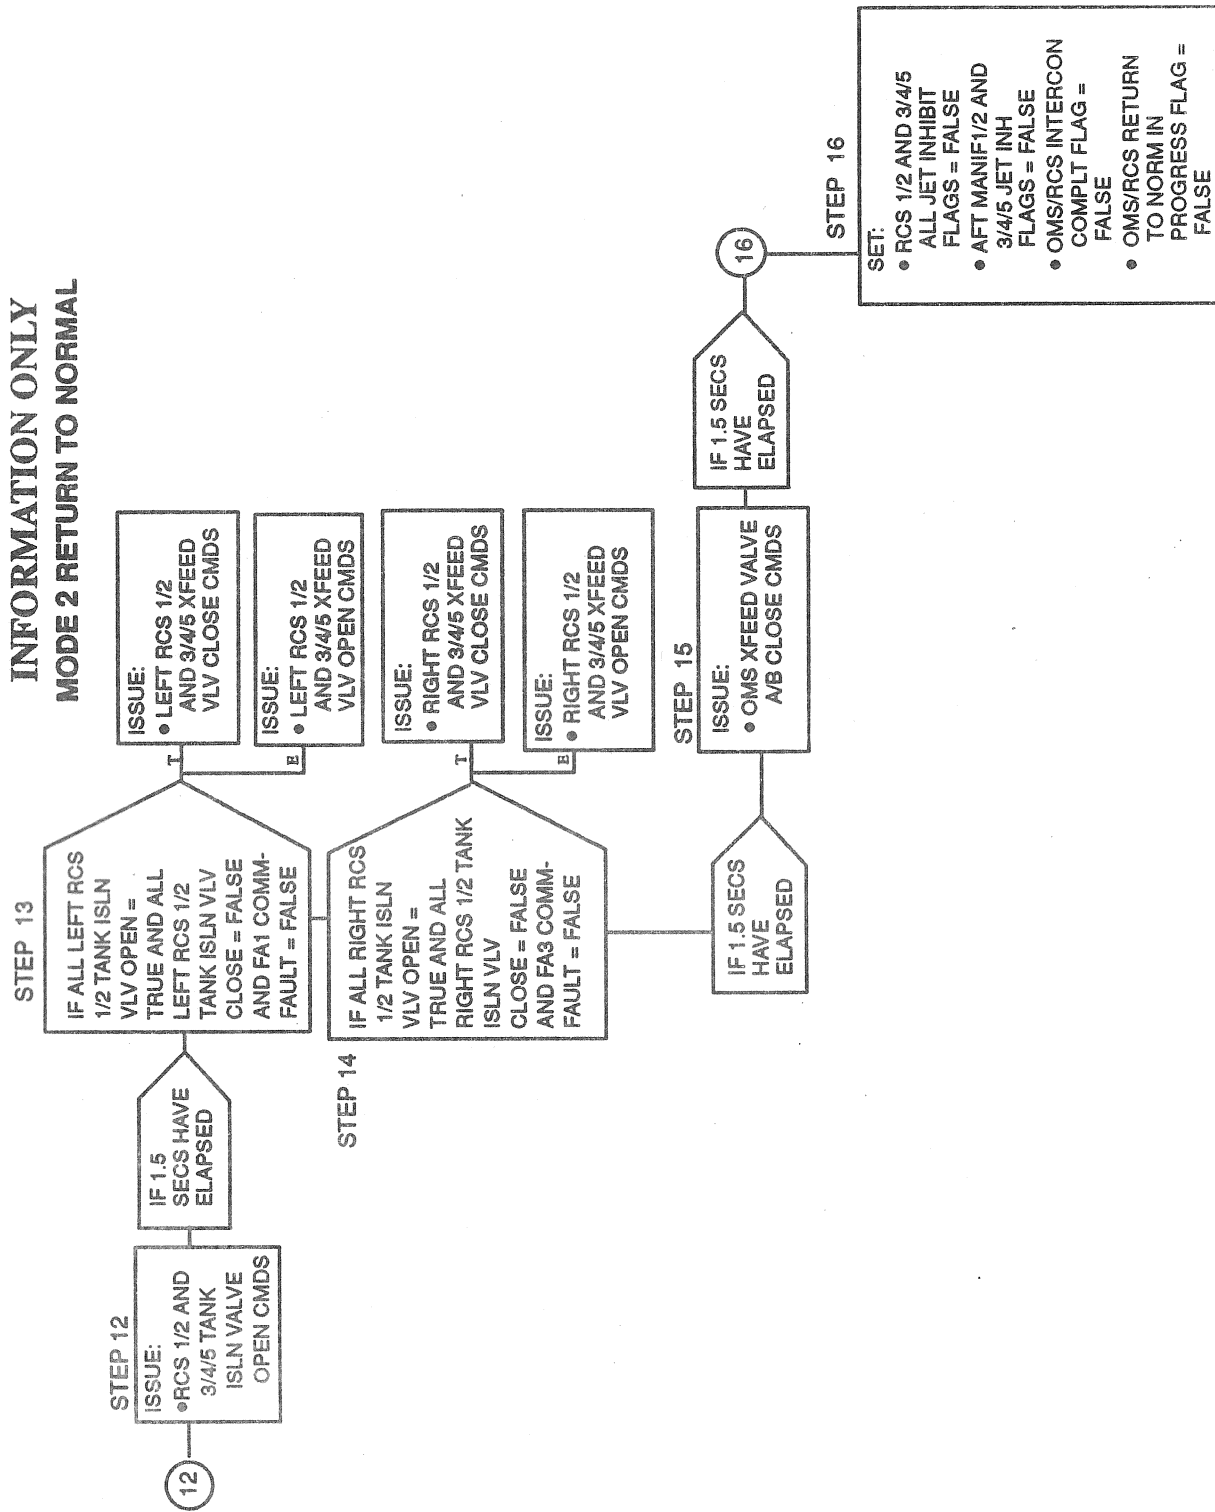 INFORMATION ONLY
MODE 2 RETURN TO NORMAL
12
STEP 12
ISSUE:
•RCS 1/2 AND
3/4/5 TANK
ISLN VALVE
OPEN CMDS
IF 1.5
SECS HAVE
ELAPSED
STEP 13
IF ALL LEFT RCS
1/2 TANK ISLN
VLV OPEN =
TRUE AND ALL
LEFT RCS 1/2
TANK ISLN VLV
CLOSE = FALSE
AND FA1 COMM-
FAULT = FALSE
T
ISSUE:
• LEFT RCS 1/2
AND 3/4/5 XFEED
VLV CLOSE CMDS
E
ISSUE:
• LEFT RCS 1/2
AND 3/4/5 XFEED
VLV OPEN CMDS
STEP 14
IF ALL RIGHT RCS
1/2 TANK ISLN
VLV OPEN =
TRUE AND ALL
RIGHT RCS 1/2 TANK
ISLN VLV
CLOSE = FALSE
AND FA3 COMM-
FAULT = FALSE
T
ISSUE:
• RIGHT RCS 1/2
AND 3/4/5 XFEED
VLV CLOSE CMDS
E
ISSUE:
• RIGHT RCS 1/2
AND 3/4/5 XFEED
VLV OPEN CMDS
IF 1.5 SECS
HAVE
ELAPSED
STEP 15
ISSUE:
• OMS XFEED VALVE
A/B CLOSE CMDS
IF 1.5 SECS
HAVE
ELAPSED
16
STEP 16
SET:
• RCS 1/2 AND 3/4/5
ALL JET INHIBIT
FLAGS = FALSE
• AFT MANIF1/2 AND
3/4/5 JET INH
FLAGS = FALSE
• OMS/RCS INTERCON
COMPLT FLAG =
FALSE
• OMS/RCS RETURN
TO NORM IN
PROGRESS FLAG =
FALSE